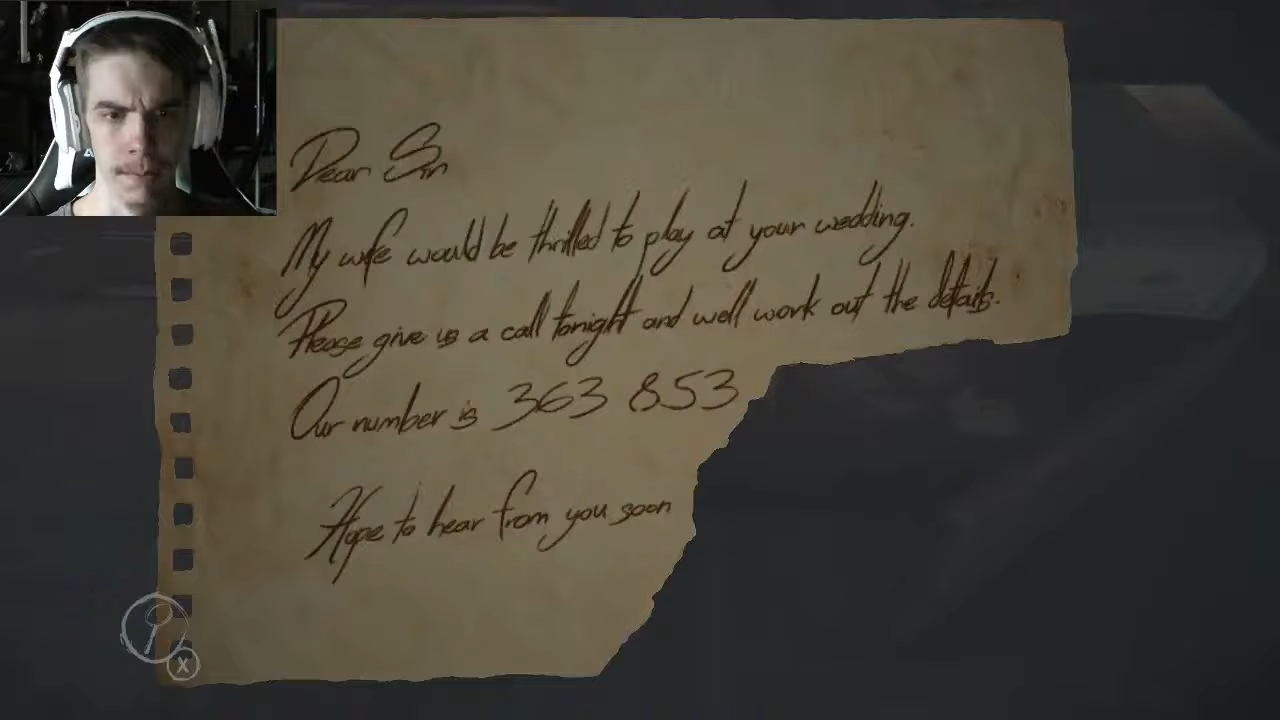 Dear Sir
My wife would be thrilled to play at your wedding.
Please give us a call tonight and we'll work out the details.
Our number is 363 853
Hope to hear from you soon
X